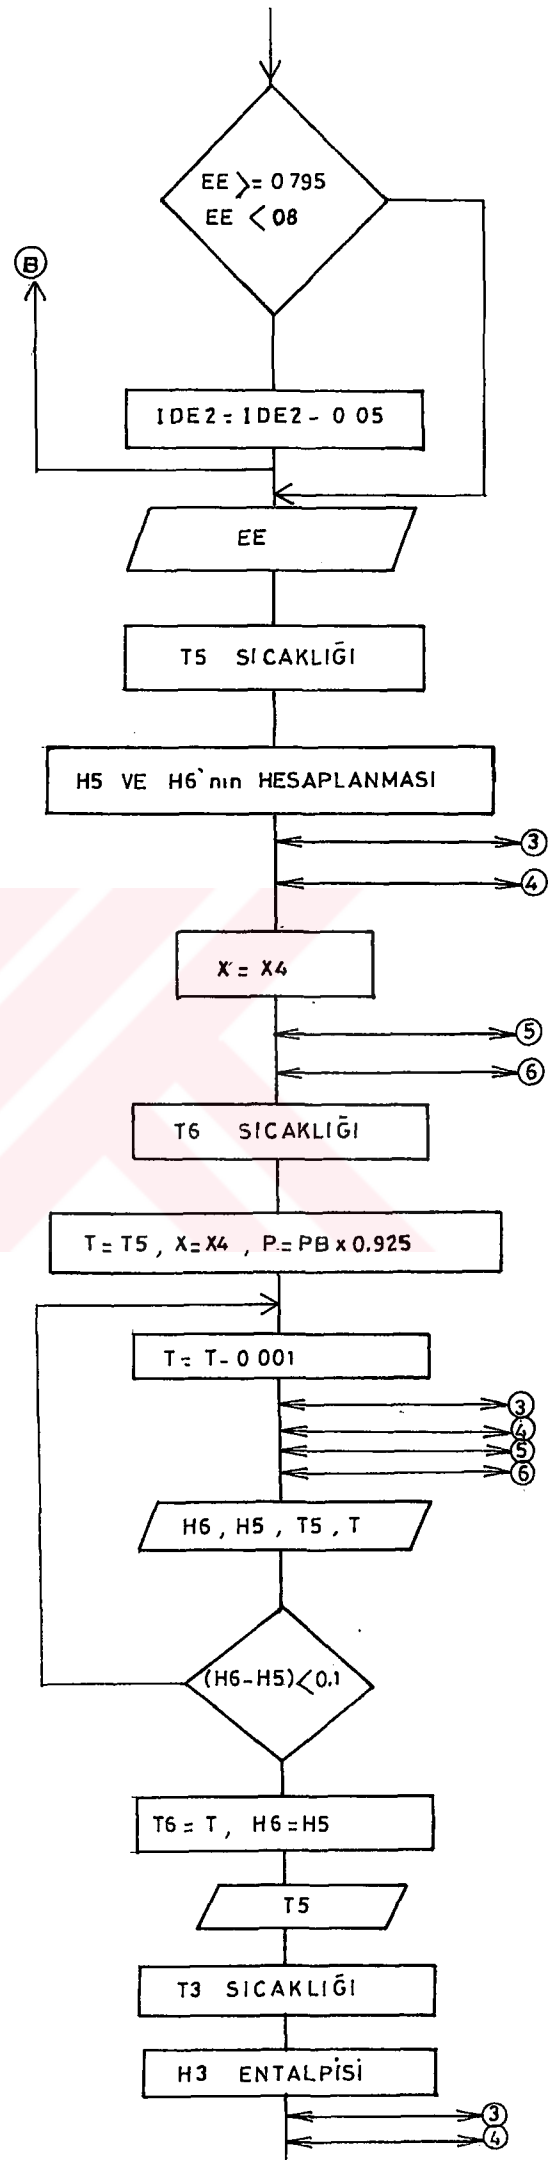 EE >= 0 795
EE < 08
B
IDE2 = IDE2 - 0 05
EE
T5 SICAKLIĞI
H5 VE H6'nın HESAPLANMASI
3
4
X = X4
5
6
T6 SICAKLIĞI
T = T5 , X = X4 , P = PB x 0.925
T = T - 0 001
3
4
5
6
H6 , H5 , T5 , T
(H6-H5) < 0.1
T6 = T , H6 = H5
T5
T3 SICAKLIĞI
H3 ENTALPİSİ
3
4